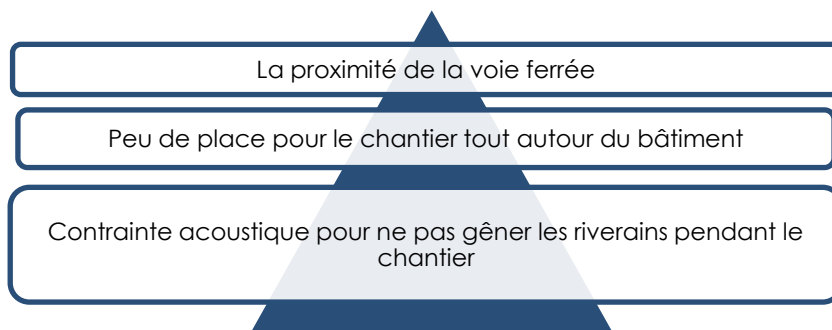 La proximité de la voie ferrée
Peu de place pour le chantier tout autour du bâtiment
Contrainte acoustique pour ne pas gêner les riverains pendant le
chantier